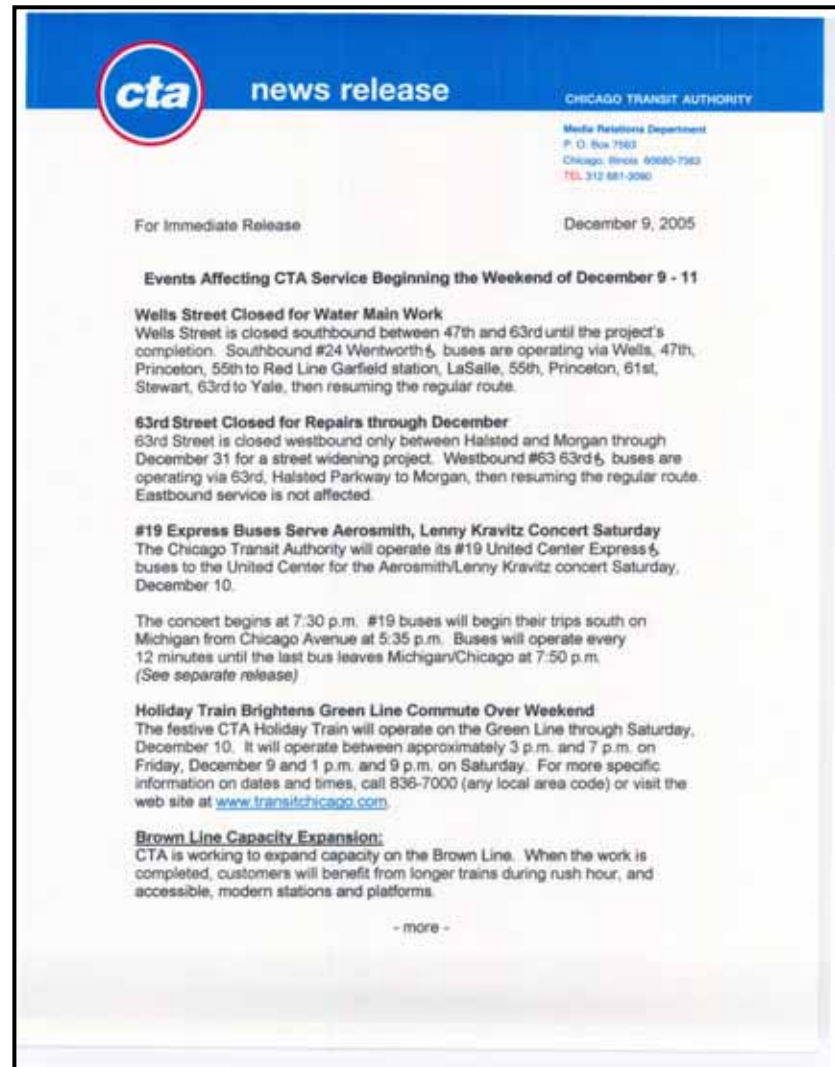 cta
news release
CHICAGO TRANSIT AUTHORITY
Media Relations Department
P. O. Box 7563
Chicago, Illinois 60680-7563
TEL 312 681-3090
For Immediate Release
December 9, 2005
Events Affecting CTA Service Beginning the Weekend of December 9 - 11
Wells Street Closed for Water Main Work
Wells Street is closed southbound between 47th and 63rd until the project's
completion. Southbound #24 Wentworth♿ buses are operating via Wells, 47th,
Princeton, 55th to Red Line Garfield station, LaSalle, 55th, Princeton, 61st,
Stewart, 63rd to Yale, then resuming the regular route.
63rd Street Closed for Repairs through December
63rd Street is closed westbound only between Halsted and Morgan through
December 31 for a street widening project. Westbound #63 63rd♿ buses are
operating via 63rd, Halsted Parkway to Morgan, then resuming the regular route.
Eastbound service is not affected.
#19 Express Buses Serve Aerosmith, Lenny Kravitz Concert Saturday
The Chicago Transit Authority will operate its #19 United Center Express♿
buses to the United Center for the Aerosmith/Lenny Kravitz concert Saturday,
December 10.
The concert begins at 7:30 p.m. #19 buses will begin their trips south on
Michigan from Chicago Avenue at 5:35 p.m. Buses will operate every
12 minutes until the last bus leaves Michigan/Chicago at 7:50 p.m.
(See separate release)
Holiday Train Brightens Green Line Commute Over Weekend
The festive CTA Holiday Train will operate on the Green Line through Saturday,
December 10. It will operate between approximately 3 p.m. and 7 p.m. on
Friday, December 9 and 1 p.m. and 9 p.m. on Saturday. For more specific
information on dates and times, call 836-7000 (any local area code) or visit the
web site at www.transitchicago.com.
Brown Line Capacity Expansion:
CTA is working to expand capacity on the Brown Line. When the work is
completed, customers will benefit from longer trains during rush hour, and
accessible, modern stations and platforms.
- more -